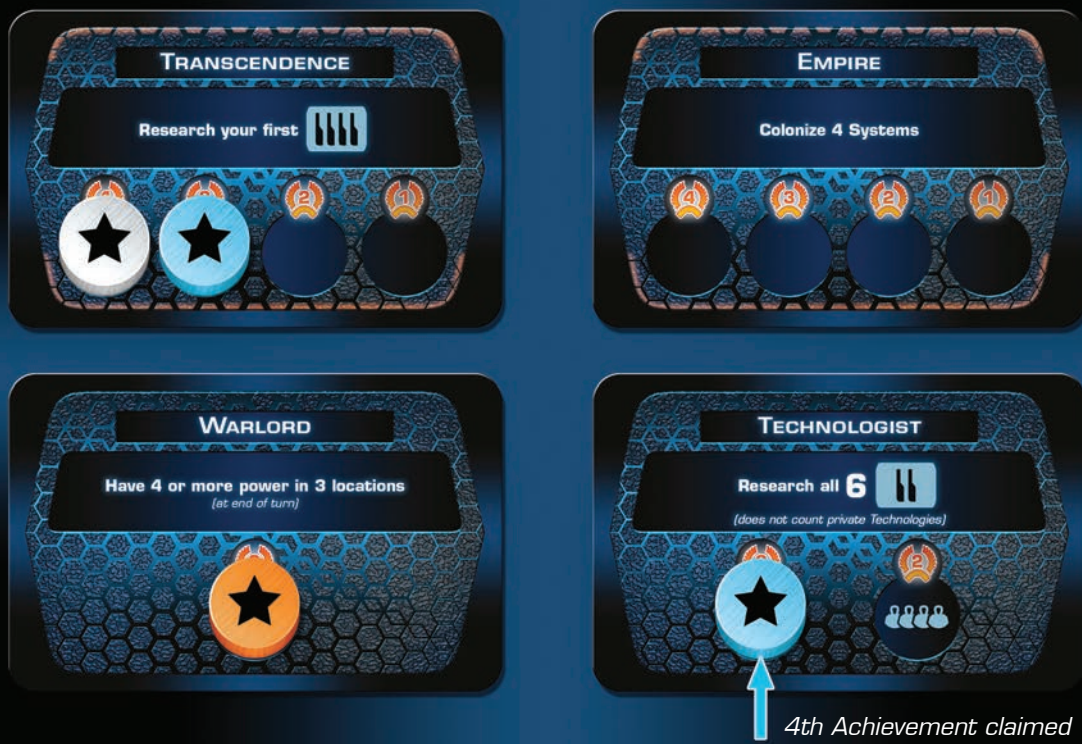 TRANSCENDENCE
Research your first
2 1
EMPIRE
Colonize 4 Systems
4 3 2 1
WARLORD
Have 4 or more power in 3 locations
(at end of turn)
TECHNOLOGIST
Research all 6
(does not count private Technologies)
2
4th Achievement claimed